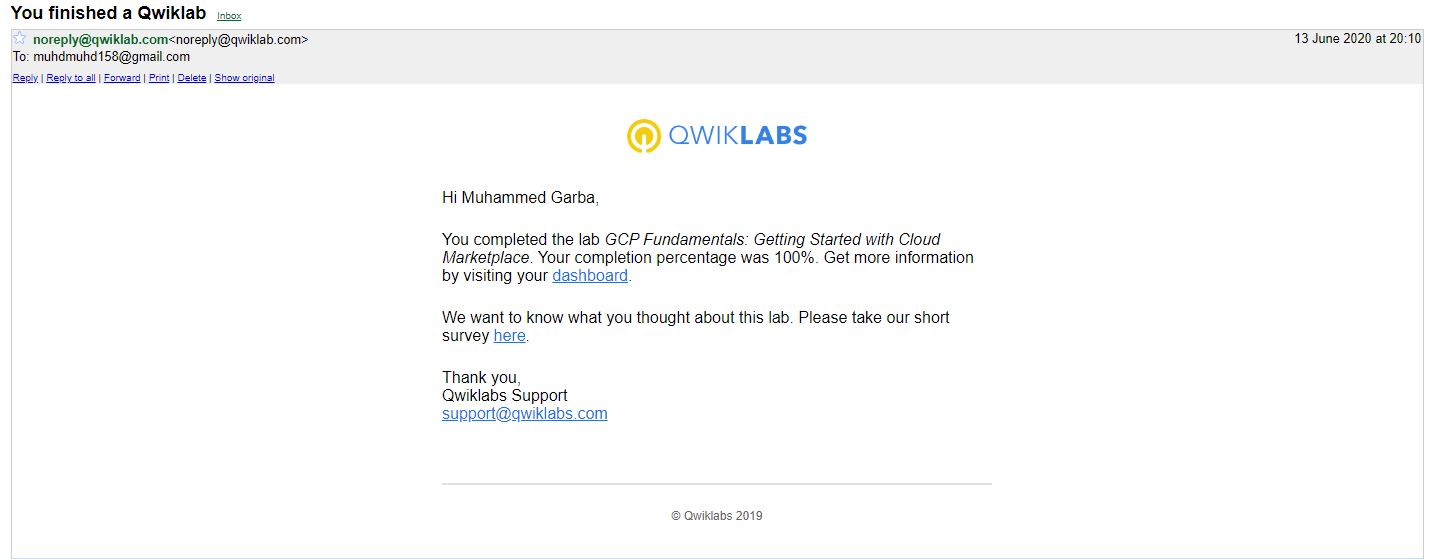 You finished a Qwiklab Inbox
noreply@qwiklab.com<noreply@qwiklab.com> 13 June 2020 at 20:10
To: muhdmuhd158@gmail.com
Reply | Reply to all | Forward | Print | Delete | Show original
QWIKLABS
Hi Muhammed Garba,
You completed the lab GCP Fundamentals: Getting Started with Cloud
Marketplace. Your completion percentage was 100%. Get more information
by visiting your dashboard.
We want to know what you thought about this lab. Please take our short
survey here.
Thank you,
Qwiklabs Support
support@qwiklabs.com
© Qwiklabs 2019